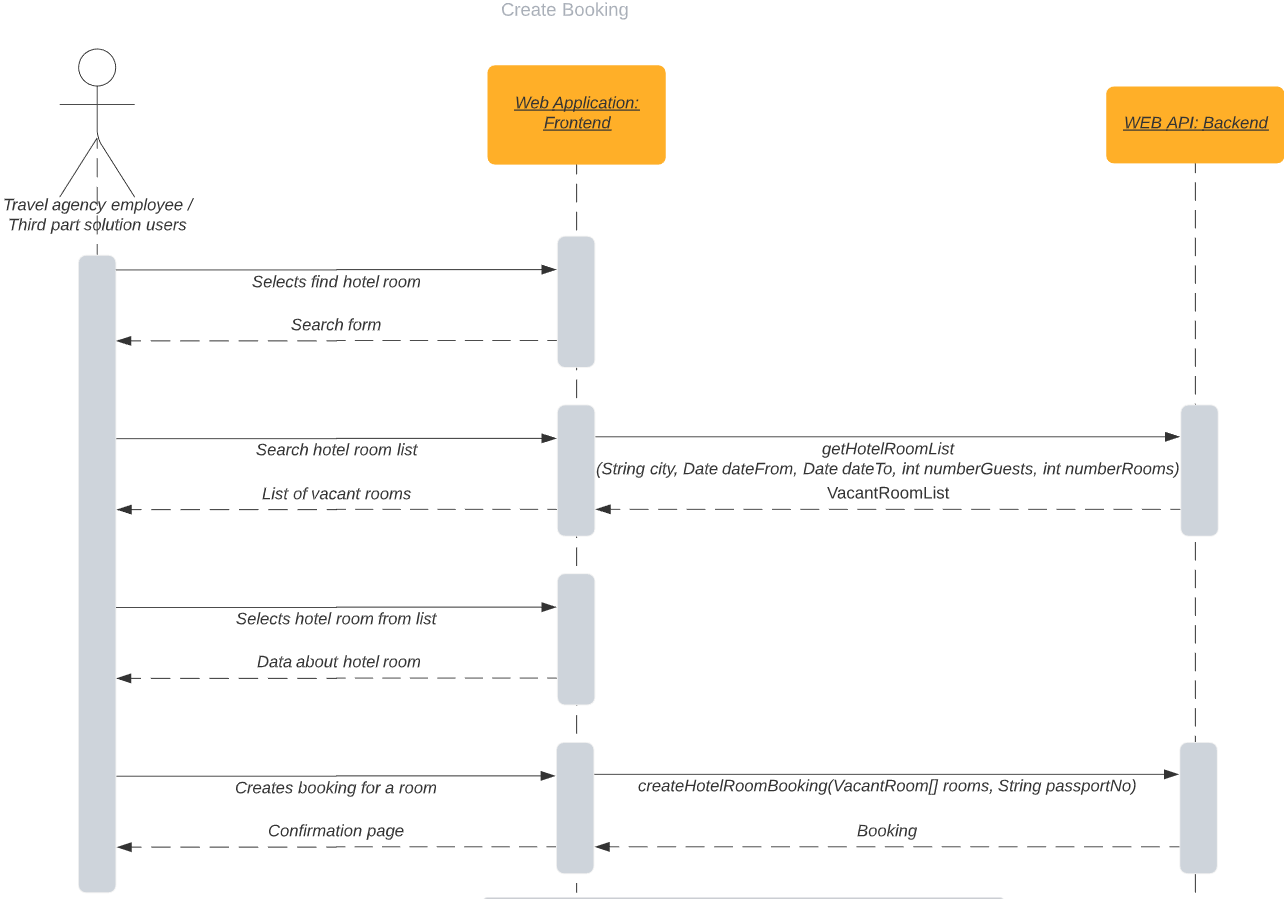 Create Booking
Web Application:
Frontend
WEB API: Backend
Travel agency employee /
Third part solution users
Selects find hotel room
Search form
Search hotel room list
getHotelRoomList
(String city, Date dateFrom, Date dateTo, int numberGuests, int numberRooms)
List of vacant rooms
VacantRoomList
Selects hotel room from list
Data about hotel room
Creates booking for a room
createHotelRoomBooking(VacantRoom[] rooms, String passportNo)
Confirmation page
Booking